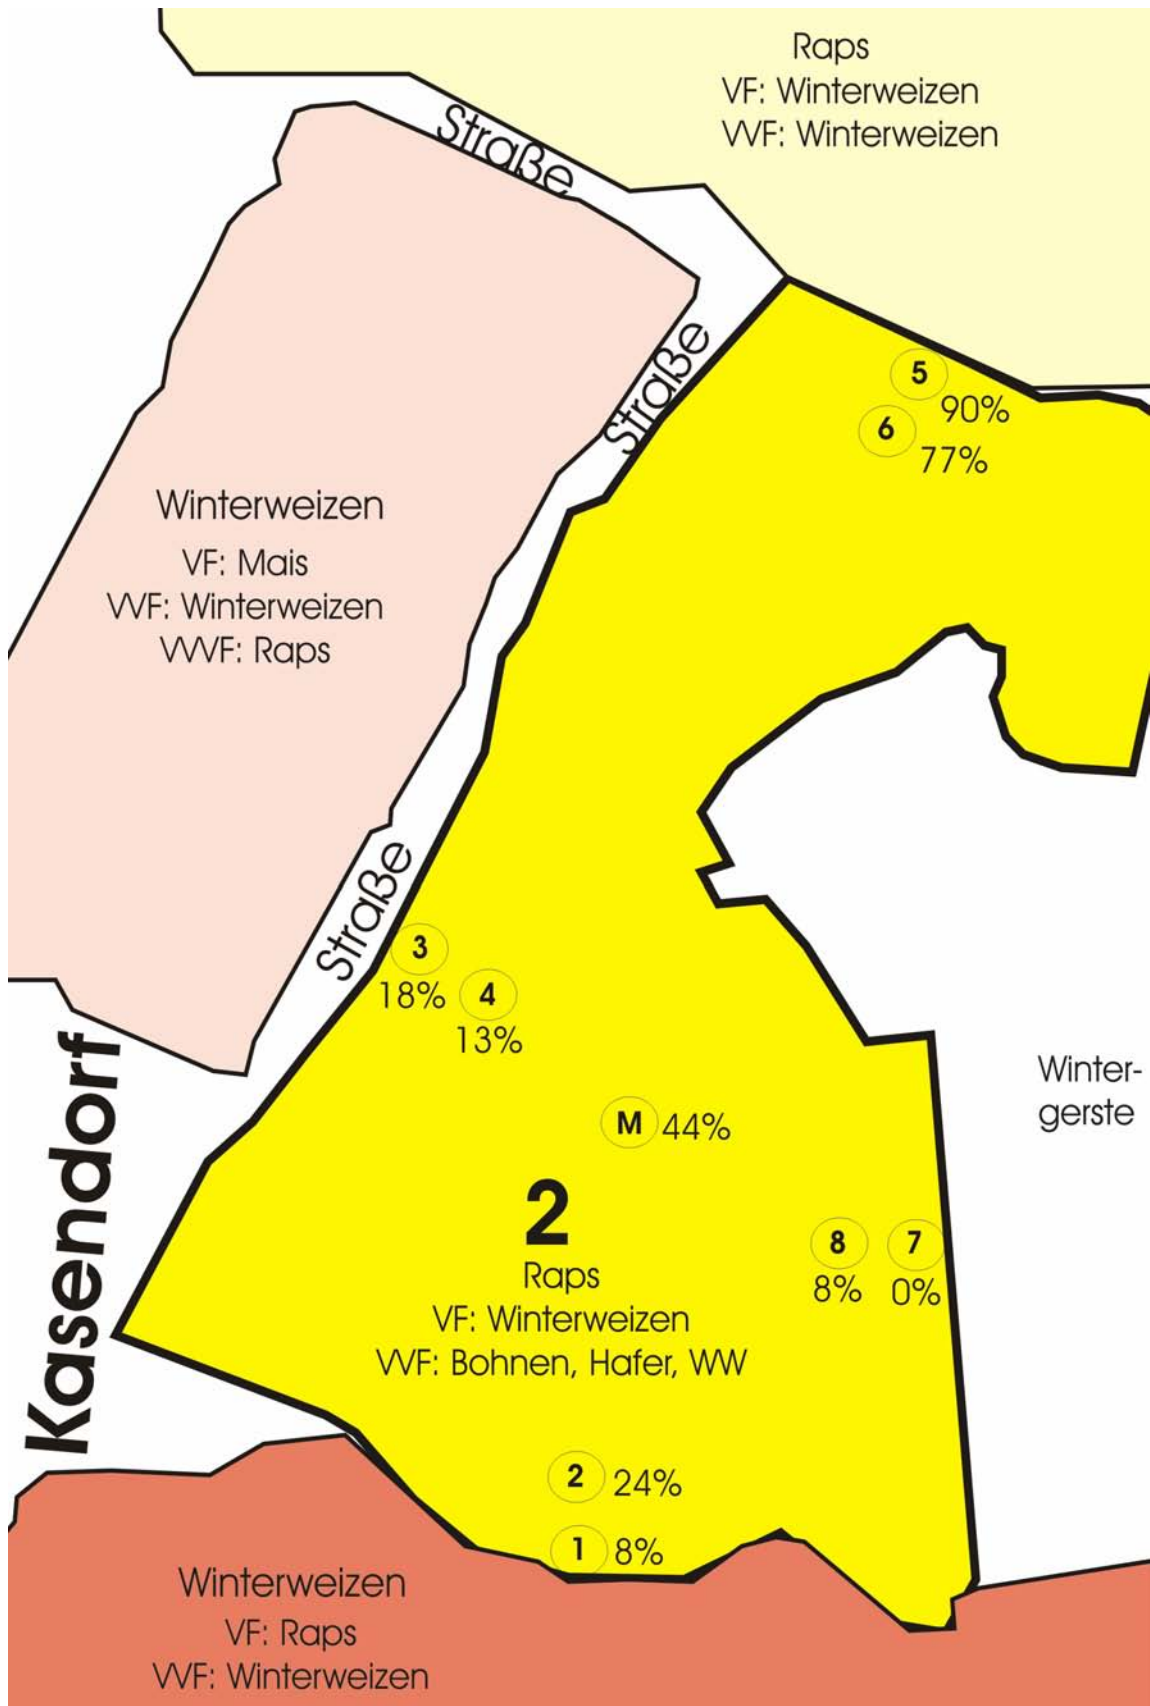 Raps
VF: Winterweizen
VVF: Winterweizen
Straße
Straße
5
90%
6
77%
Winterweizen
VF: Mais
VVF: Winterweizen
VVVF: Raps
Straße
3
18%
4
13%
Kasendorf
Winter-
gerste
M 44%
2
Raps
VF: Winterweizen
VVF: Bohnen, Hafer, WW
8
8%
7
0%
2 24%
1 8%
Winterweizen
VF: Raps
VVF: Winterweizen